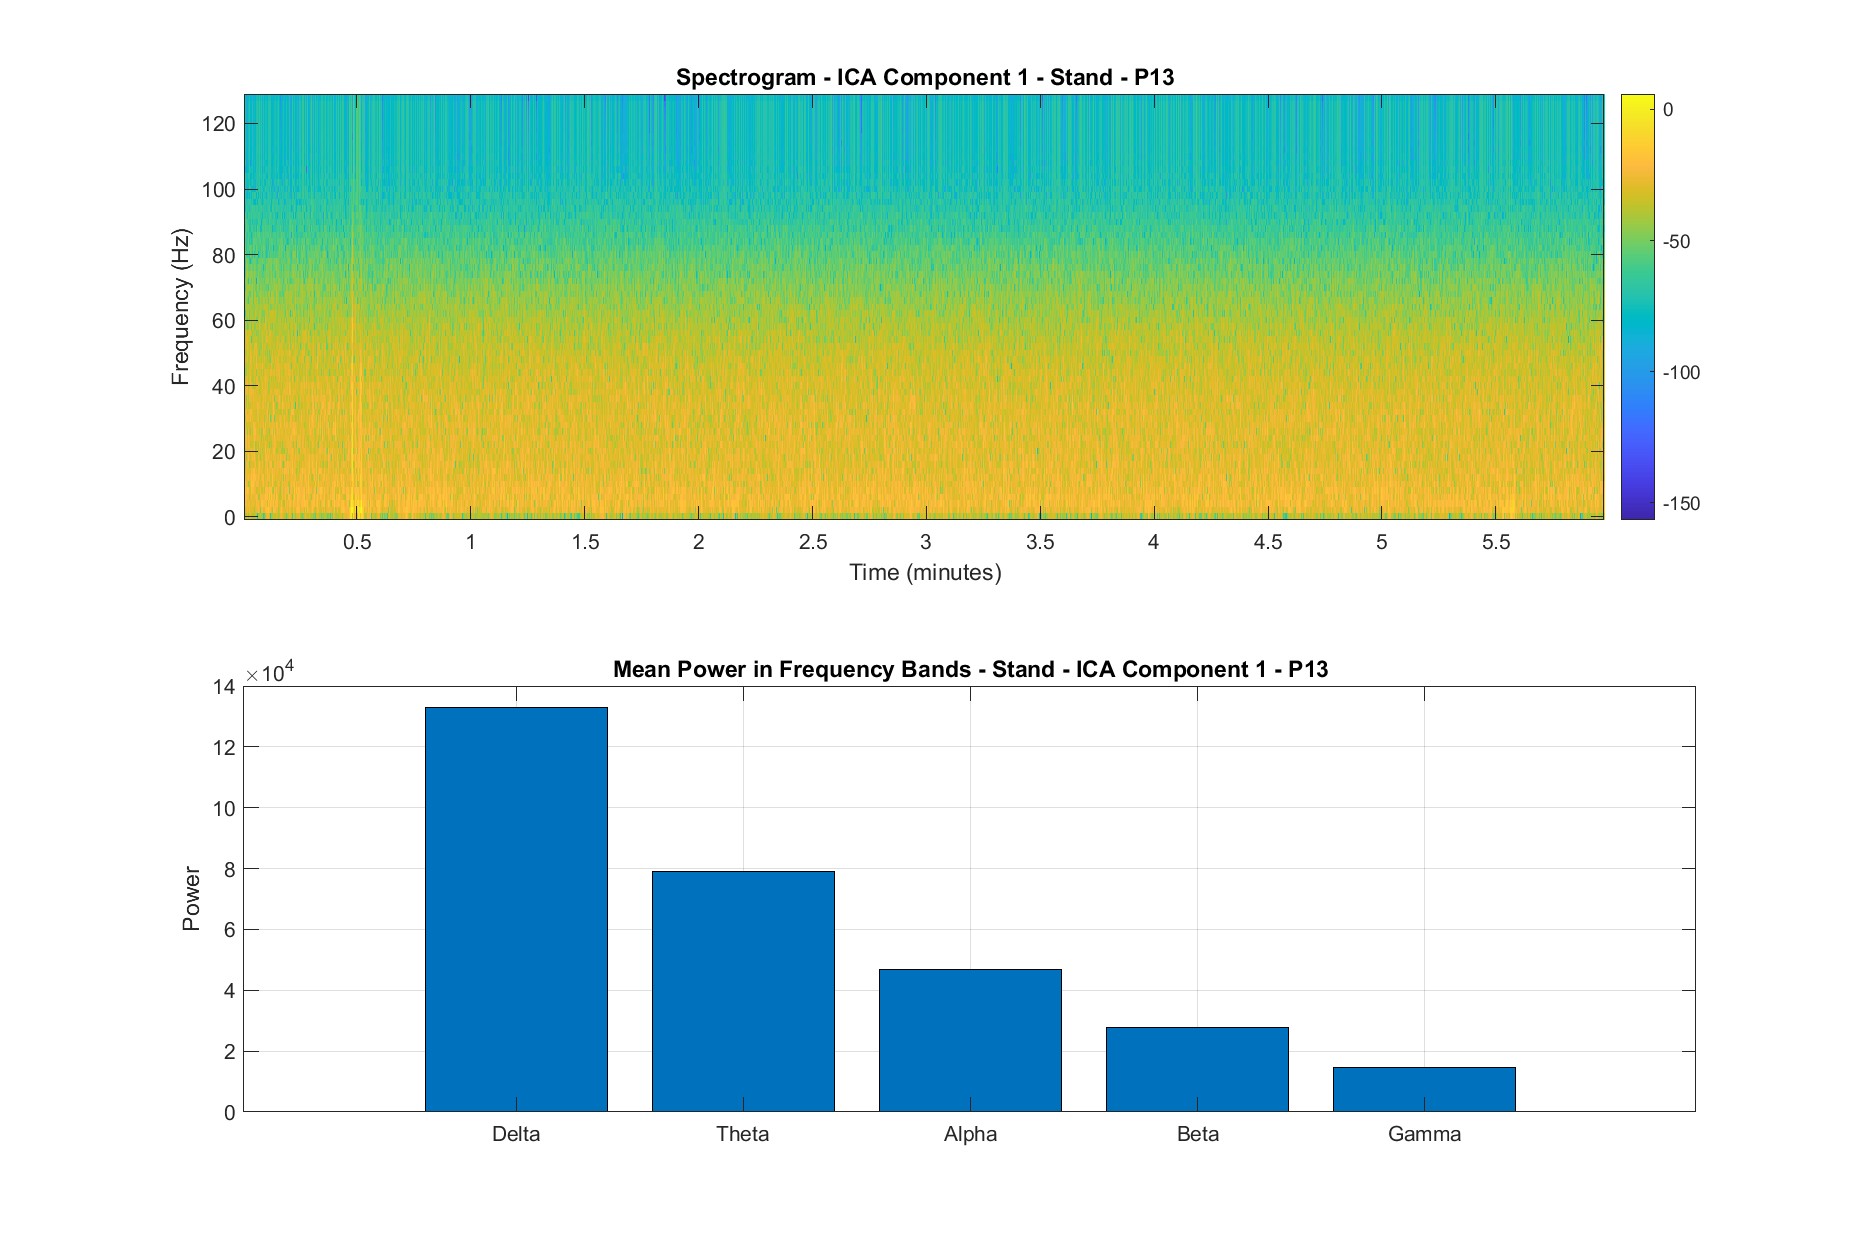 Spectrogram - ICA Component 1 - Stand - P13
120
100
80
60
40
20
0
Frequency (Hz)
0.5 1 1.5 2 2.5 3 3.5 4 4.5 5 5.5
Time (minutes)
0
-50
-100
-150
Mean Power in Frequency Bands - Stand - ICA Component 1 - P13
×10⁴
14
12
10
8
6
4
2
0
Power
Delta Theta Alpha Beta Gamma